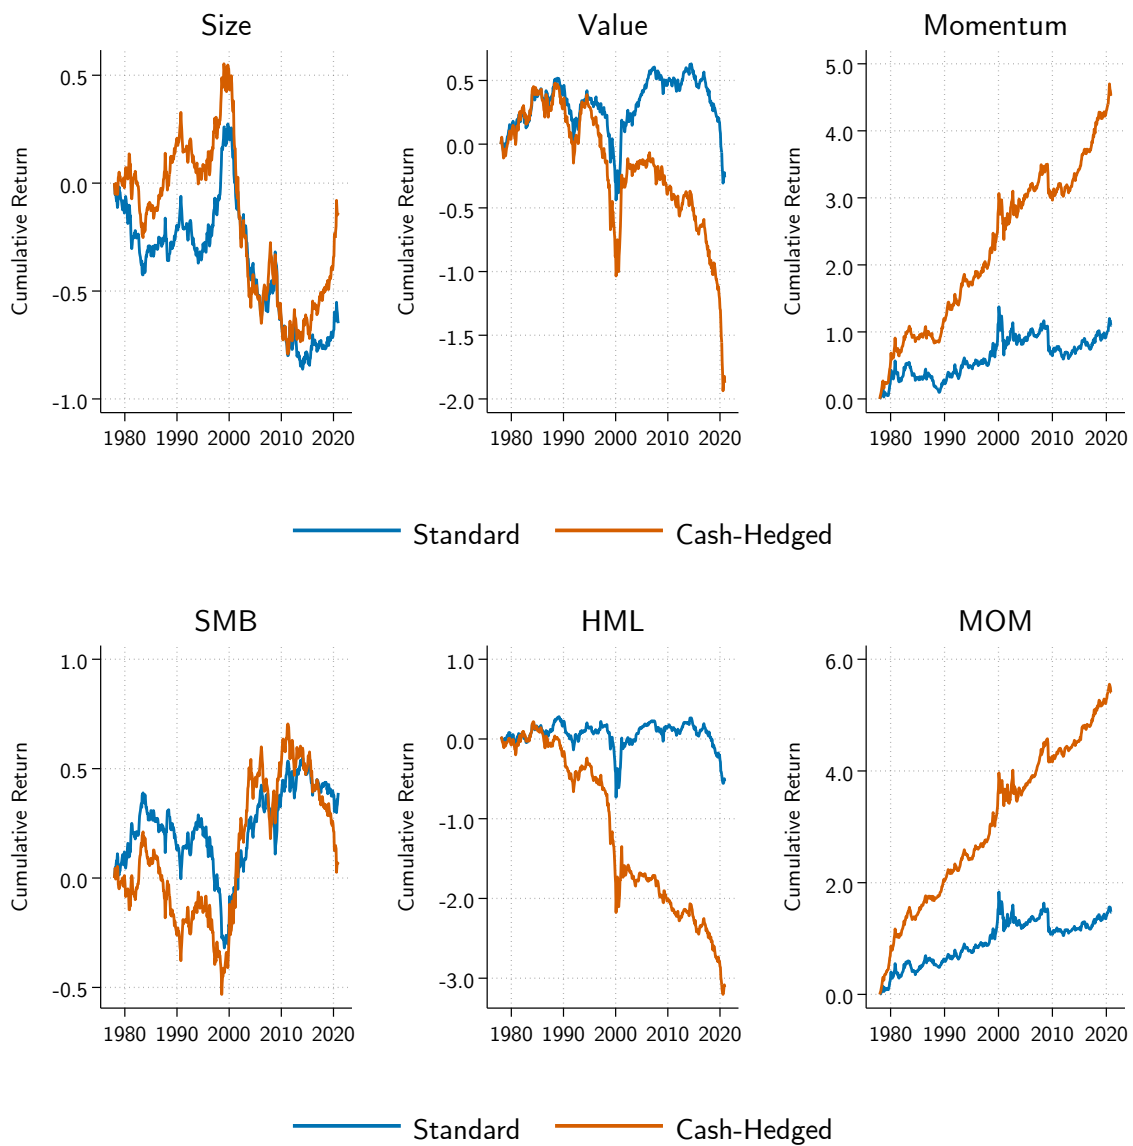 Size
Value
Momentum
Cumulative Return
0.5
0.0
-0.5
-1.0
1980 1990 2000 2010 2020
Cumulative Return
0.5
0.0
-0.5
-1.0
-1.5
-2.0
1980 1990 2000 2010 2020
Cumulative Return
5.0
4.0
3.0
2.0
1.0
0.0
1980 1990 2000 2010 2020
Standard
Cash-Hedged
SMB
HML
MOM
Cumulative Return
1.0
0.5
0.0
-0.5
1980 1990 2000 2010 2020
Cumulative Return
1.0
0.0
-1.0
-2.0
-3.0
1980 1990 2000 2010 2020
Cumulative Return
6.0
4.0
2.0
0.0
1980 1990 2000 2010 2020
Standard
Cash-Hedged